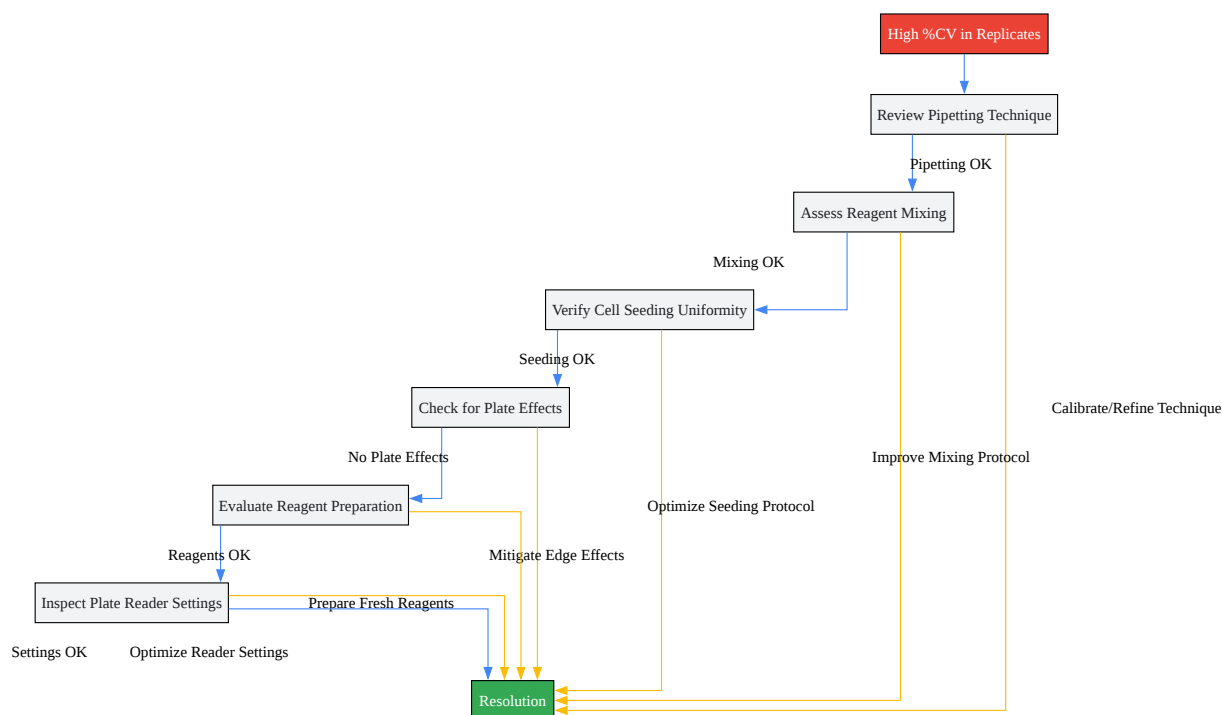 High %CV in Replicates
Review Pipetting Technique
Pipetting OK
Assess Reagent Mixing
Mixing OK
Verify Cell Seeding Uniformity
Seeding OK
Check for Plate Effects
Calibrate/Refine Technique
No Plate Effects
Improve Mixing Protocol
Evaluate Reagent Preparation
Optimize Seeding Protocol
Reagents OK
Mitigate Edge Effects
Inspect Plate Reader Settings
Prepare Fresh Reagents
Settings OK
Optimize Reader Settings
Resolution